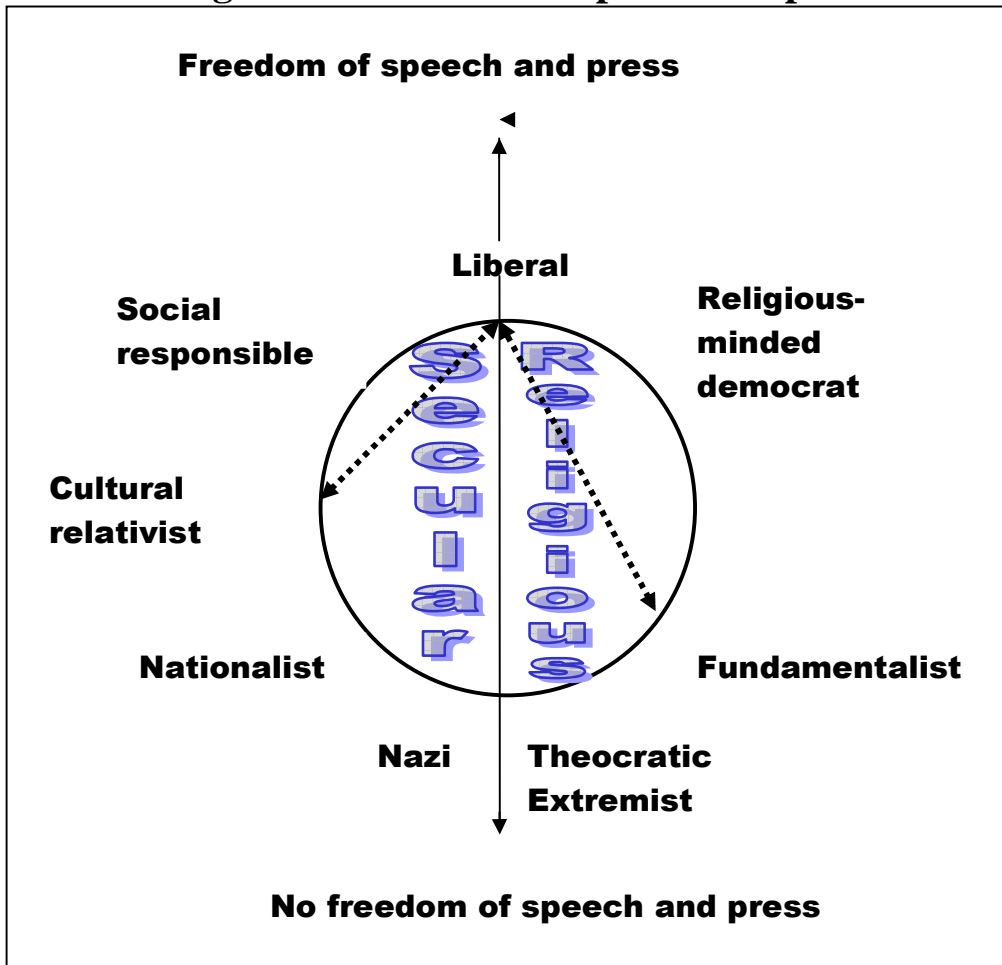 Freedom of speech and press
Liberal
Social
responsible
Religious-
minded
democrat
Secular
Religious
Cultural
relativist
Nationalist
Fundamentalist
Nazi
Theocratic
Extremist
No freedom of speech and press